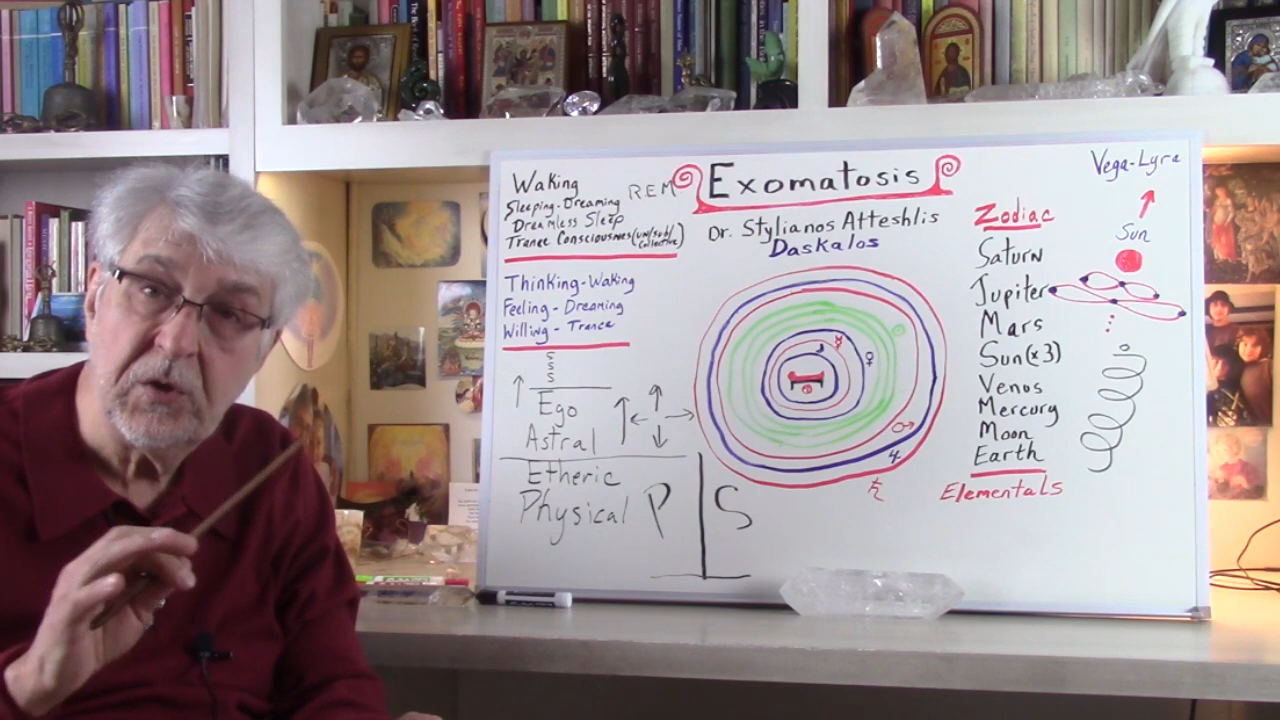 Exomatosis
Dr. Stylianos Atteshlis
Daskalos
Waking
R.E.M
Sleeping-Dreaming
Dreamless Sleep
Trance Consciousness (un/sub/
Collective)
Thinking-Waking
Feeling - Dreaming
Willing - Trance
Ego
Astral
Etheric
Physical
P
S
☿
♀
♂
♃
♄
Zodiac
Saturn
Jupiter
Mars
Sun(x3)
Venos
Mercury
Moon
Earth
Elementals
Vega-Lyra
Sun